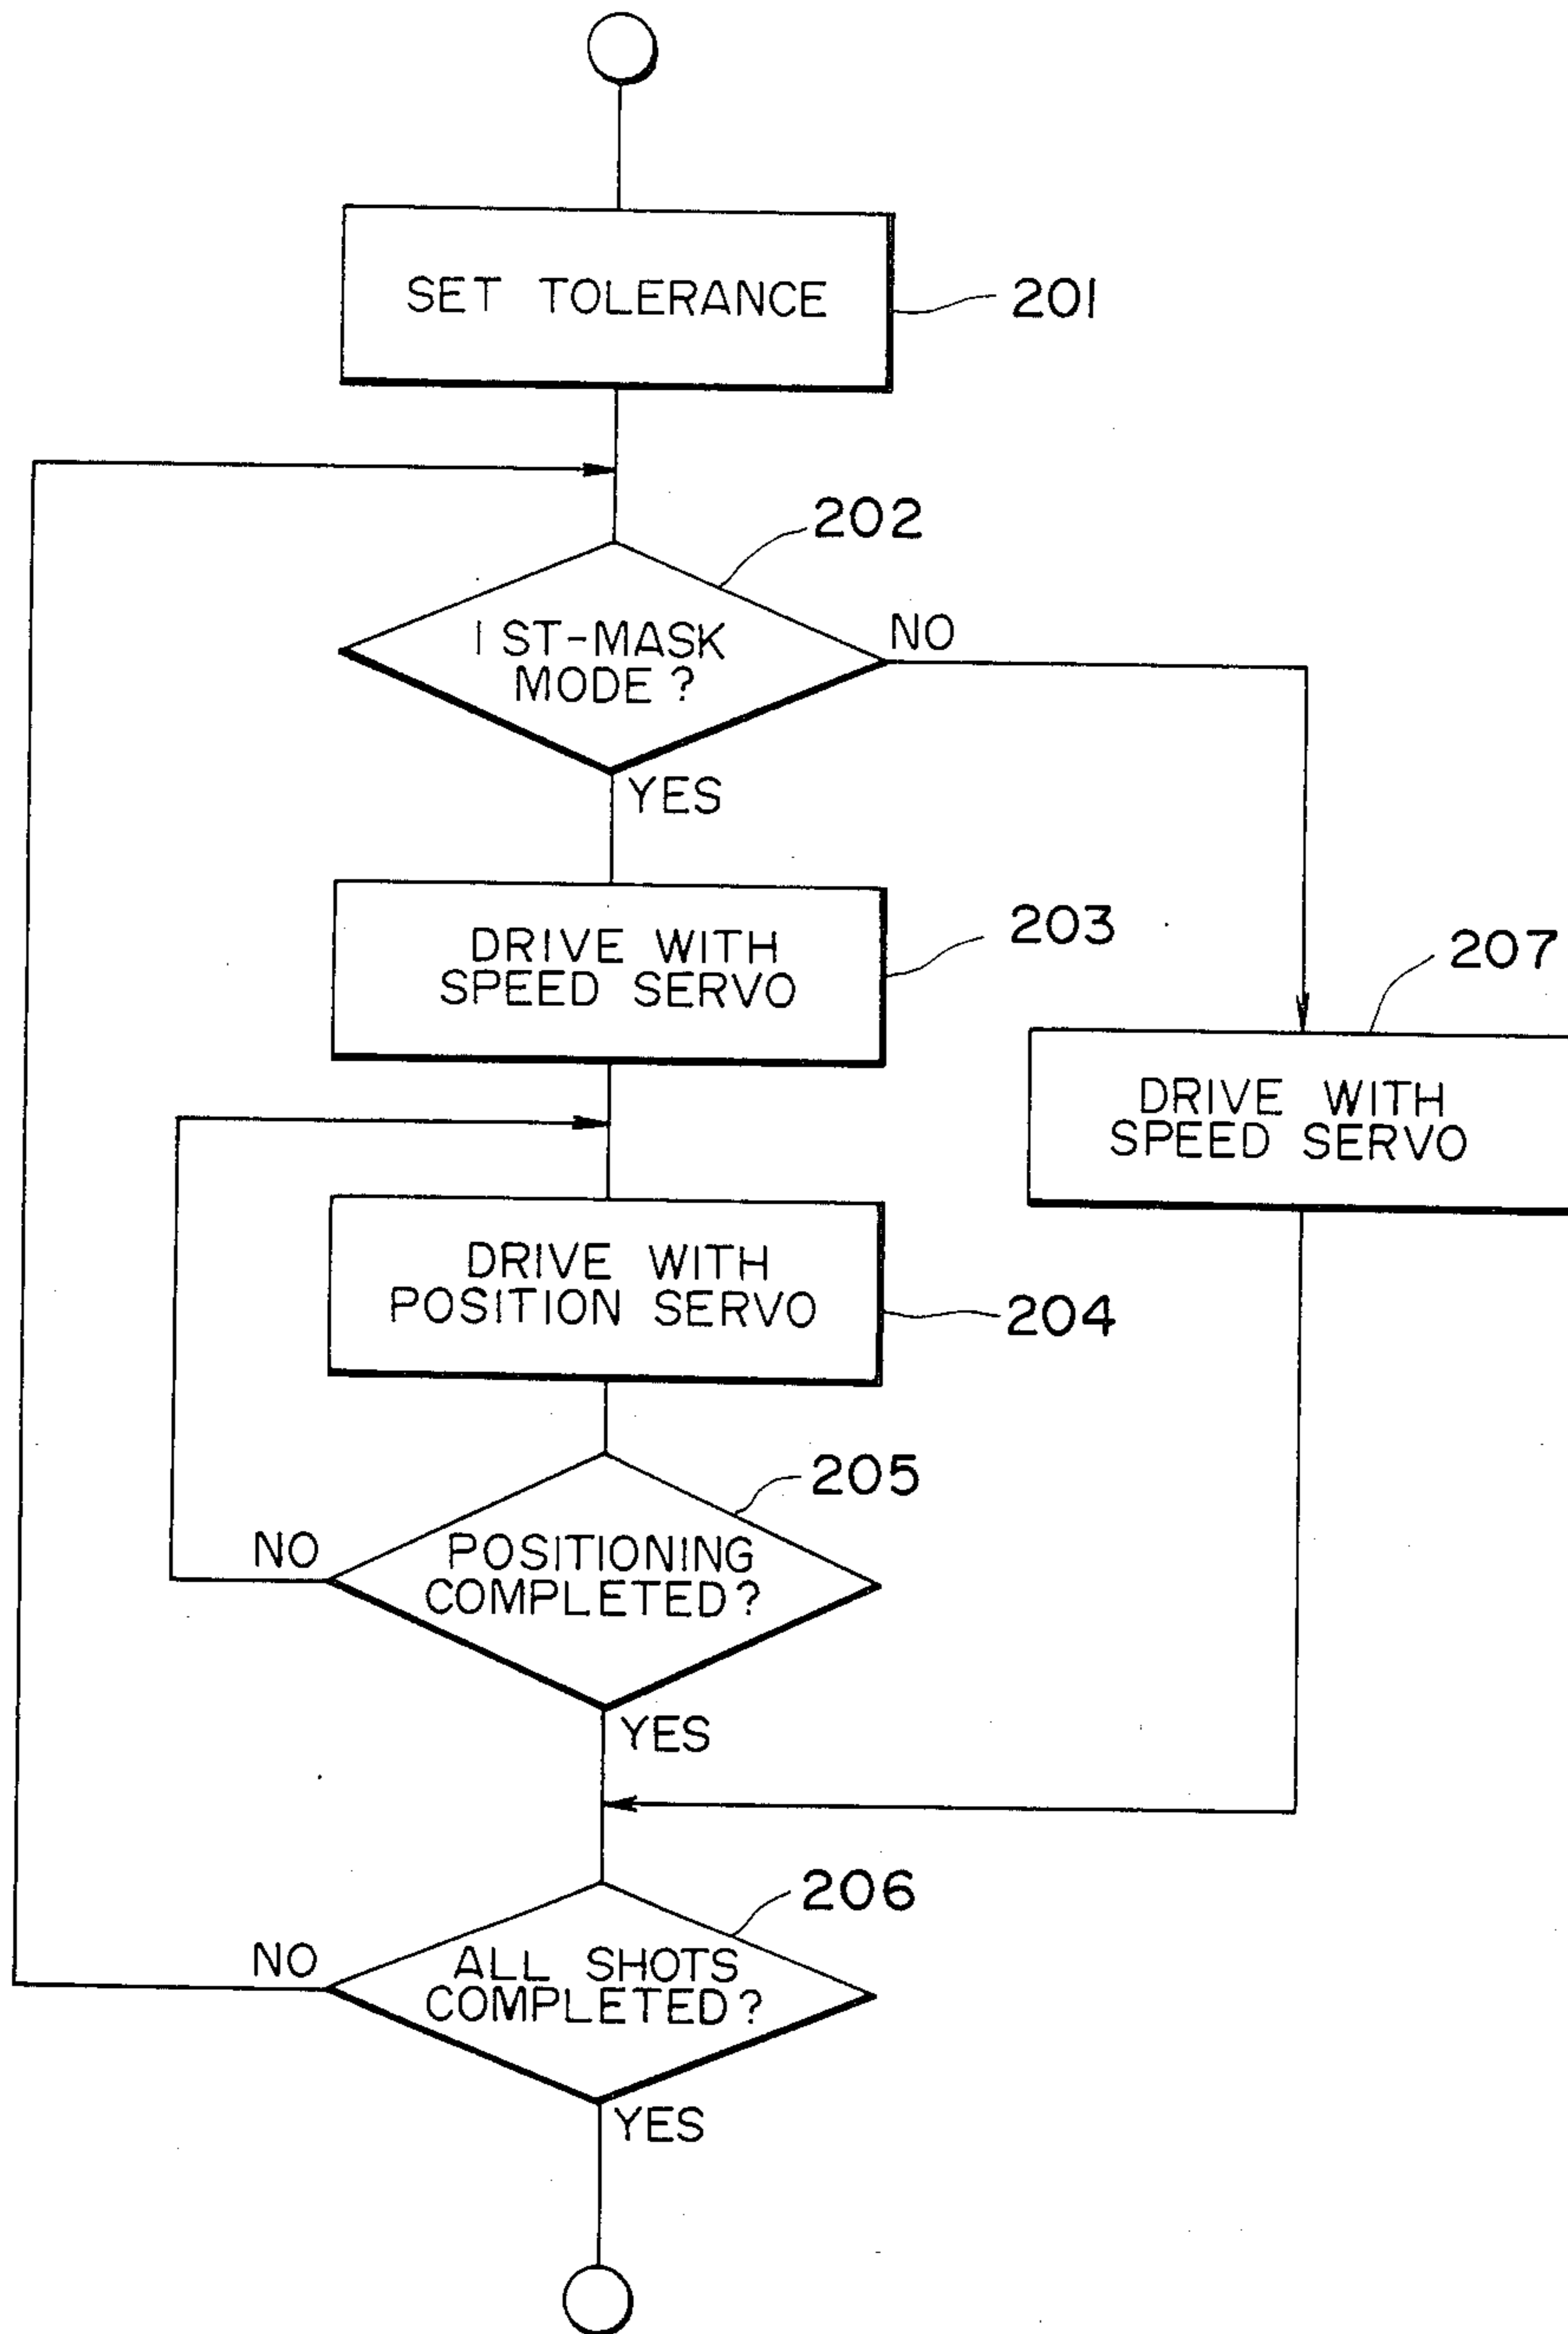 SET TOLERANCE
201
202
1 ST-MASK
MODE ?
NO
YES
DRIVE WITH
SPEED SERVO
203
207
DRIVE WITH
SPEED SERVO
DRIVE WITH
POSITION SERVO
204
205
NO
POSITIONING
COMPLETED ?
YES
206
NO
ALL SHOTS
COMPLETED ?
YES